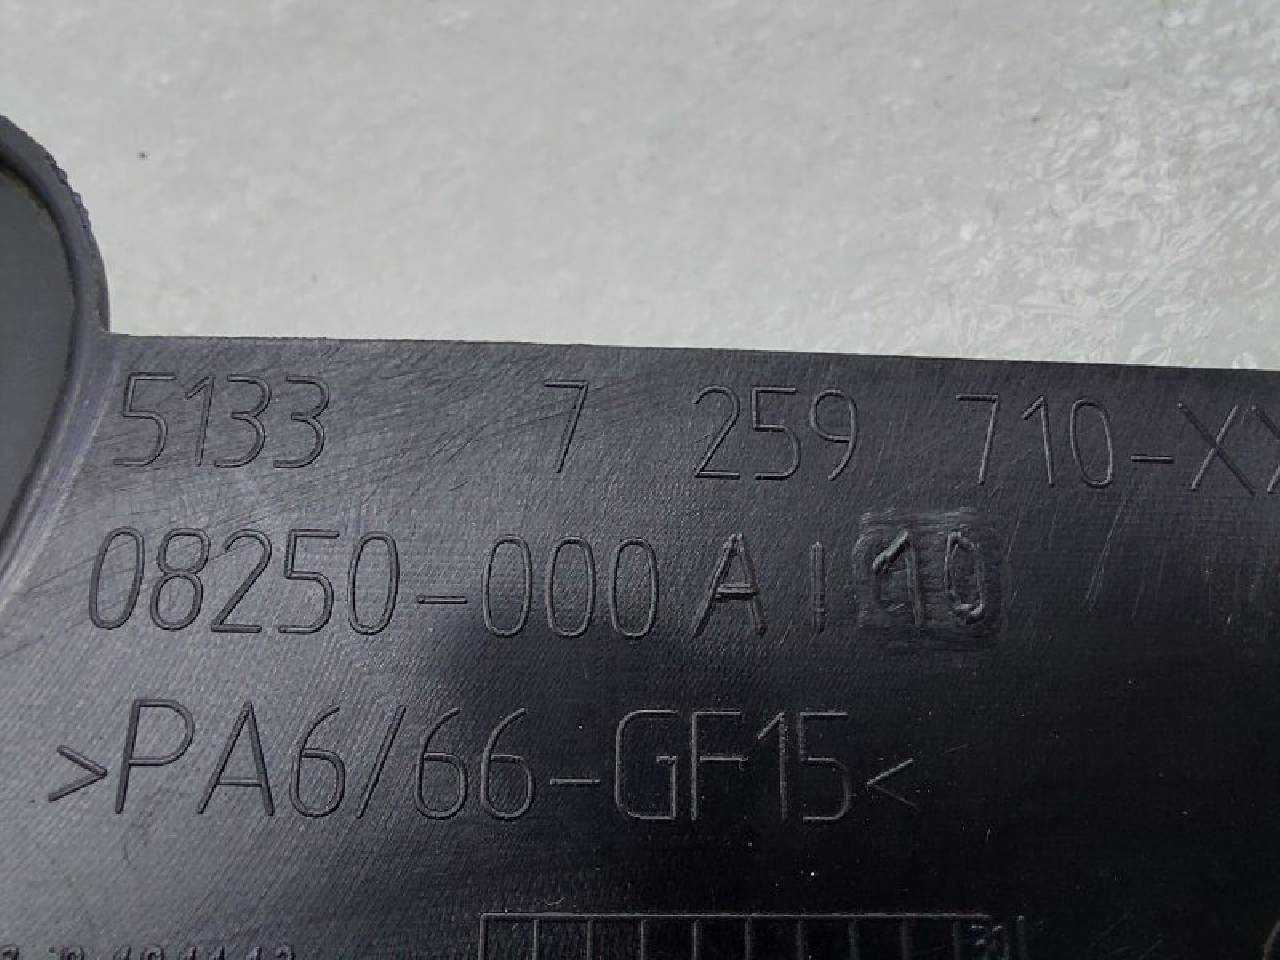 5133 7 259 710-XX
08250-000 A I 10
>PA6/66-GF15<